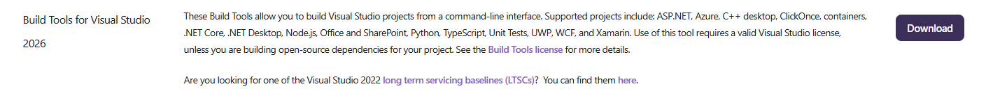 Build Tools for Visual Studio
2026
These Build Tools allow you to build Visual Studio projects from a command-line interface. Supported projects include: ASP.NET, Azure, C++ desktop, ClickOnce, containers,
.NET Core, .NET Desktop, Node.js, Office and SharePoint, Python, TypeScript, Unit Tests, UWP, WCF, and Xamarin. Use of this tool requires a valid Visual Studio license,
unless you are building open-source dependencies for your project. See the Build Tools license for more details.
Are you looking for one of the Visual Studio 2022 long term servicing baselines (LTSCs)? You can find them here.
Download